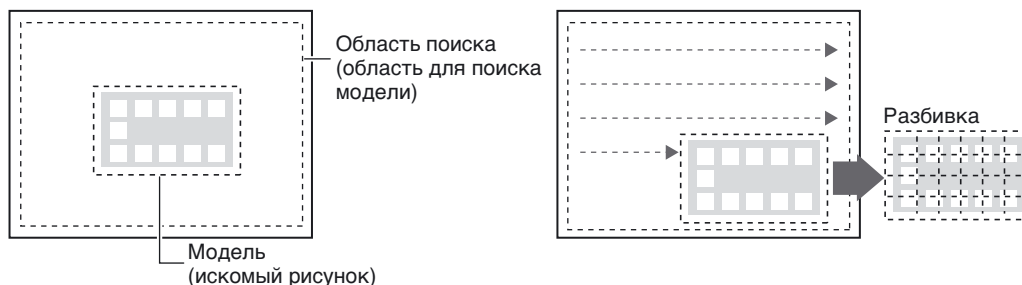 Область поиска
(область для поиска
модели)
Разбивка
Модель
(искомый рисунок)